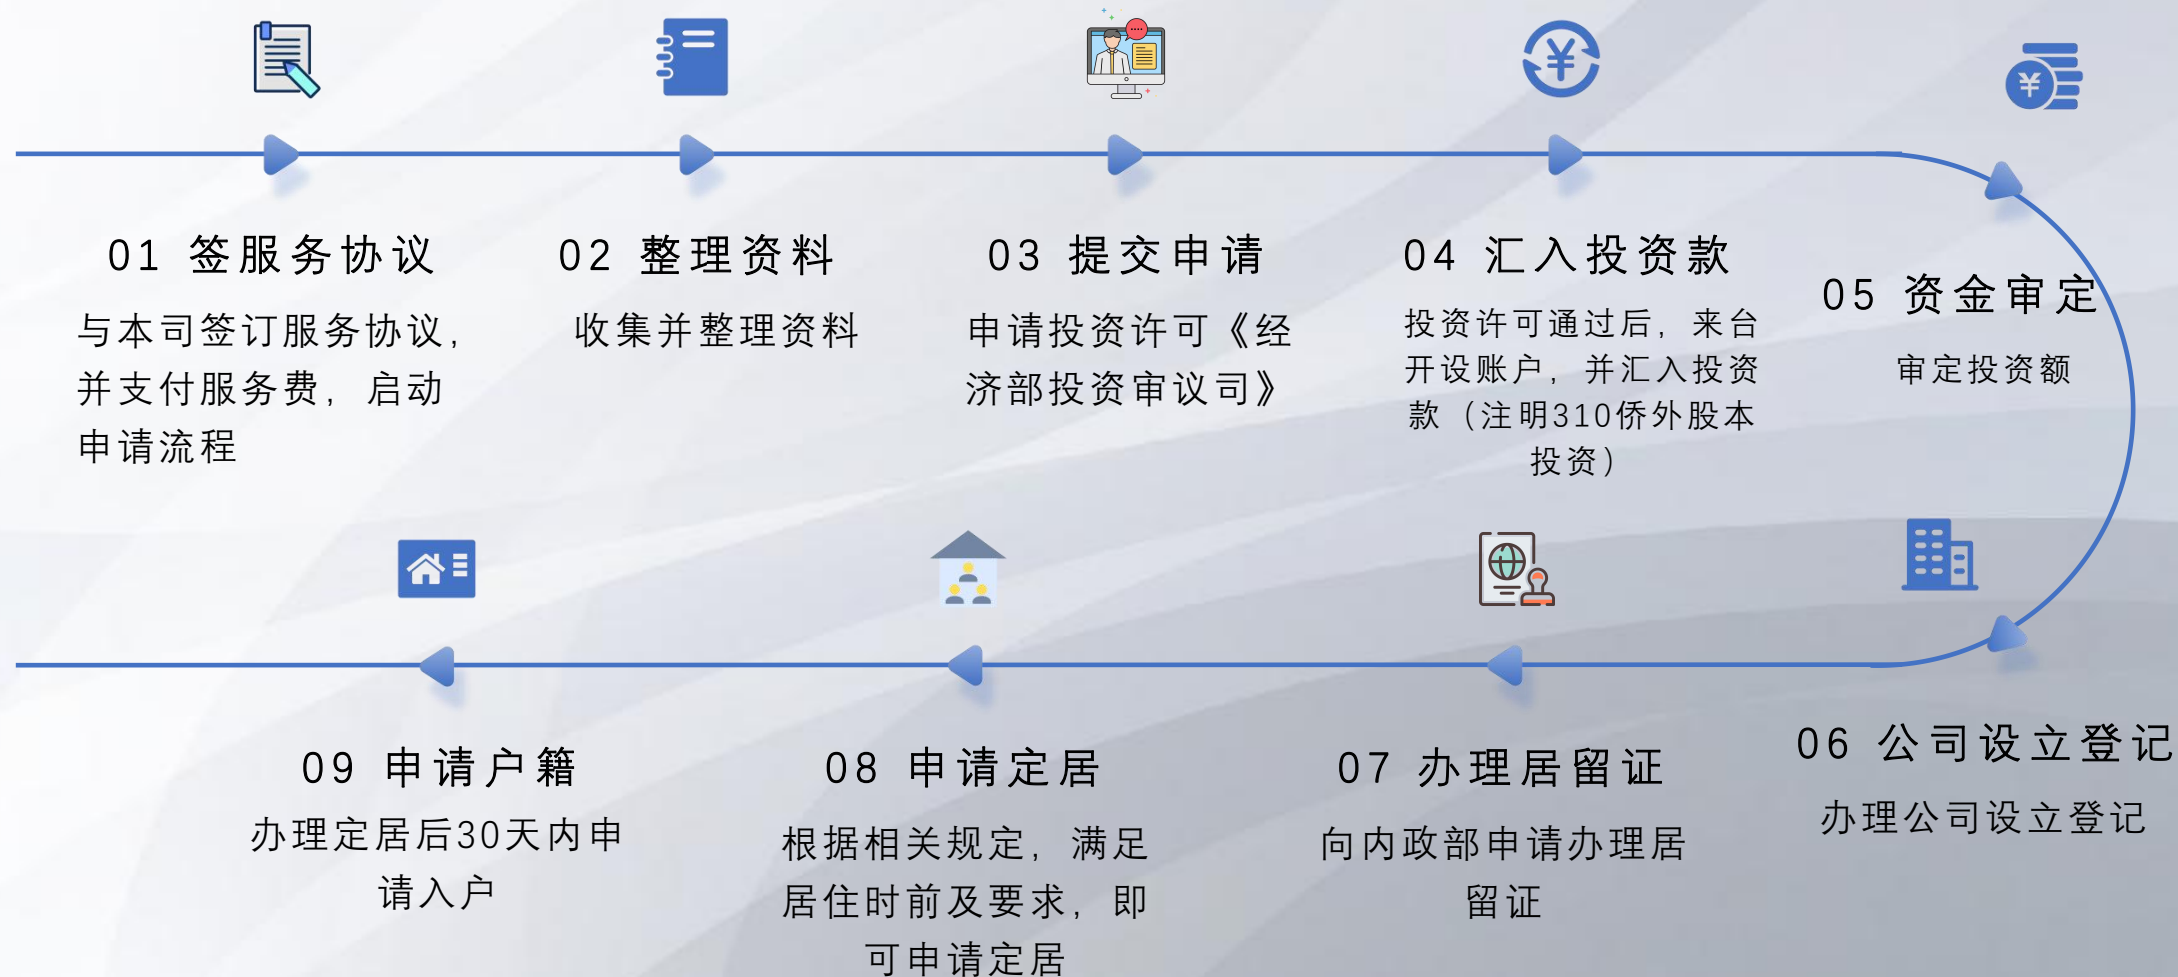 01 签服务协议
与本司签订服务协议，
并支付服务费，启动
申请流程
02 整理资料
收集并整理资料
03 提交申请
申请投资许可《经
济部投资审议司》
04 汇入投资款
投资许可通过后，来台
开设账户，并汇入投资
款（注明310侨外股本
投资）
05 资金审定
审定投资额
06 公司设立登记
办理公司设立登记
07 办理居留证
向内政部申请办理居
留证
08 申请定居
根据相关规定，满足
居住时前及要求，即
可申请定居
09 申请户籍
办理定居后30天内申
请入户